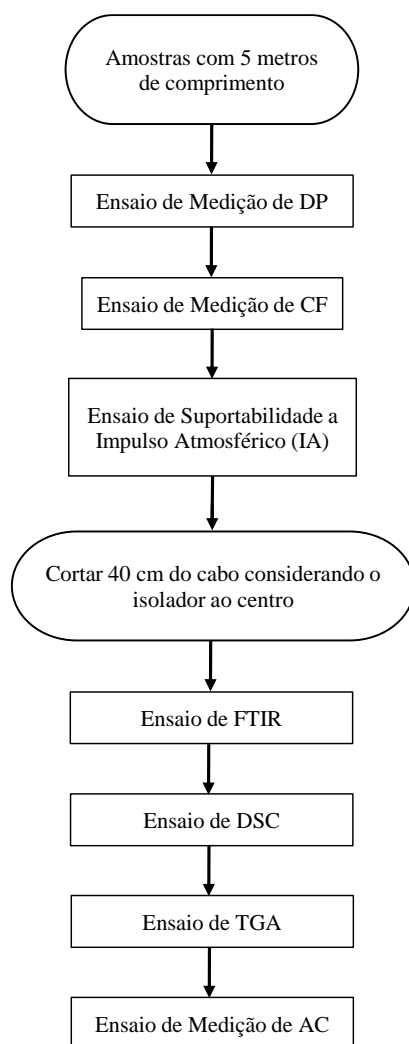 Amostras com 5 metros
de comprimento
Ensaio de Medição de DP
Ensaio de Medição de CF
Ensaio de Suportabilidade a
Impulso Atmosférico (IA)
Cortar 40 cm do cabo considerando o
isolador ao centro
Ensaio de FTIR
Ensaio de DSC
Ensaio de TGA
Ensaio de Medição de AC